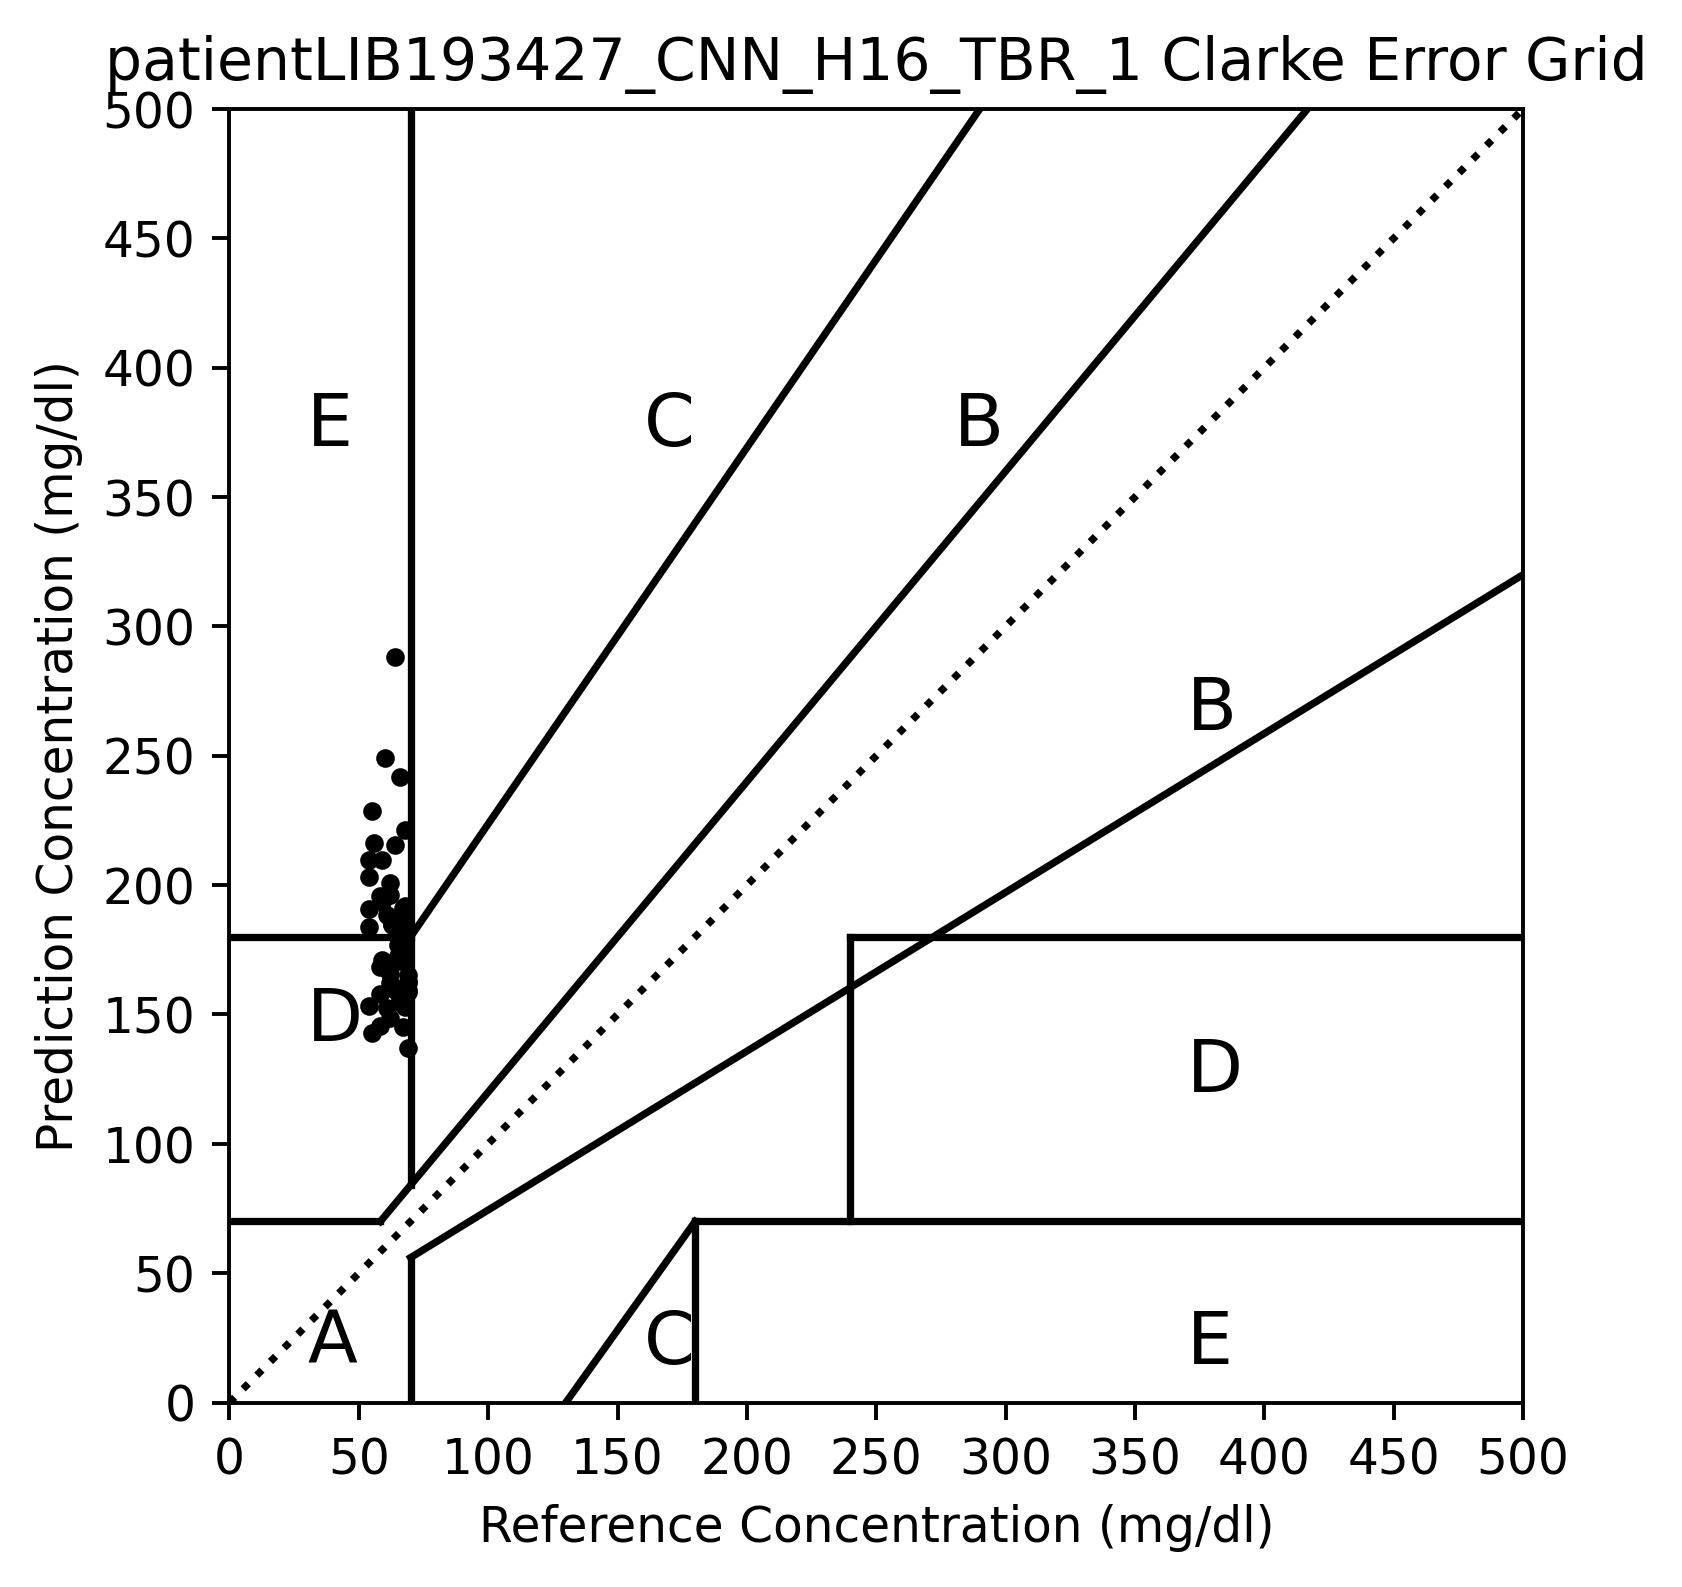 patientLIB193427_CNN_H16_TBR_1 Clarke Error Grid
500
450
400
350
300
250
200
150
100
50
0
Prediction Concentration (mg/dl)
E
C
B
B
D
D
A
C
E
0 50 100 150 200 250 300 350 400 450 500
Reference Concentration (mg/dl)